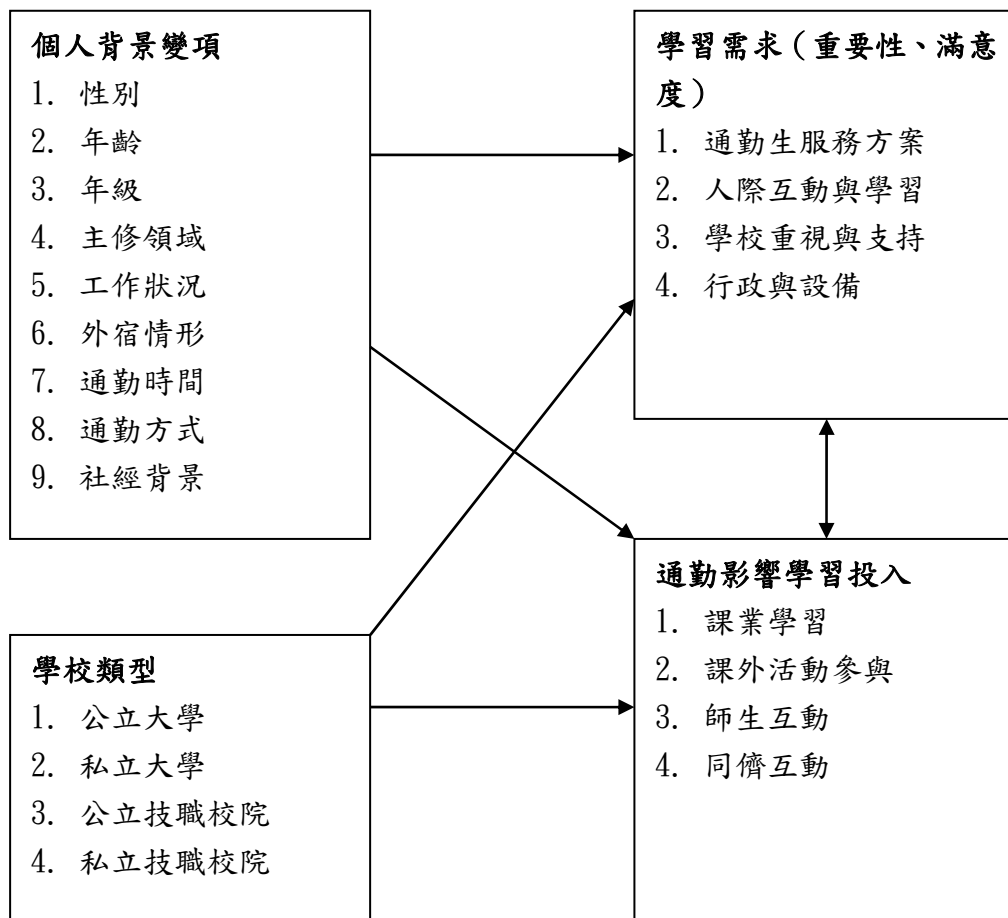 個人背景變項
1. 性別
2. 年齡
3. 年級
4. 主修領域
5. 工作狀況
6. 外宿情形
7. 通勤時間
8. 通勤方式
9. 社經背景
學習需求（重要性、滿意
度）
1. 通勤生服務方案
2. 人際互動與學習
3. 學校重視與支持
4. 行政與設備
學校類型
1. 公立大學
2. 私立大學
3. 公立技職校院
4. 私立技職校院
通勤影響學習投入
1. 課業學習
2. 課外活動參與
3. 師生互動
4. 同儕互動